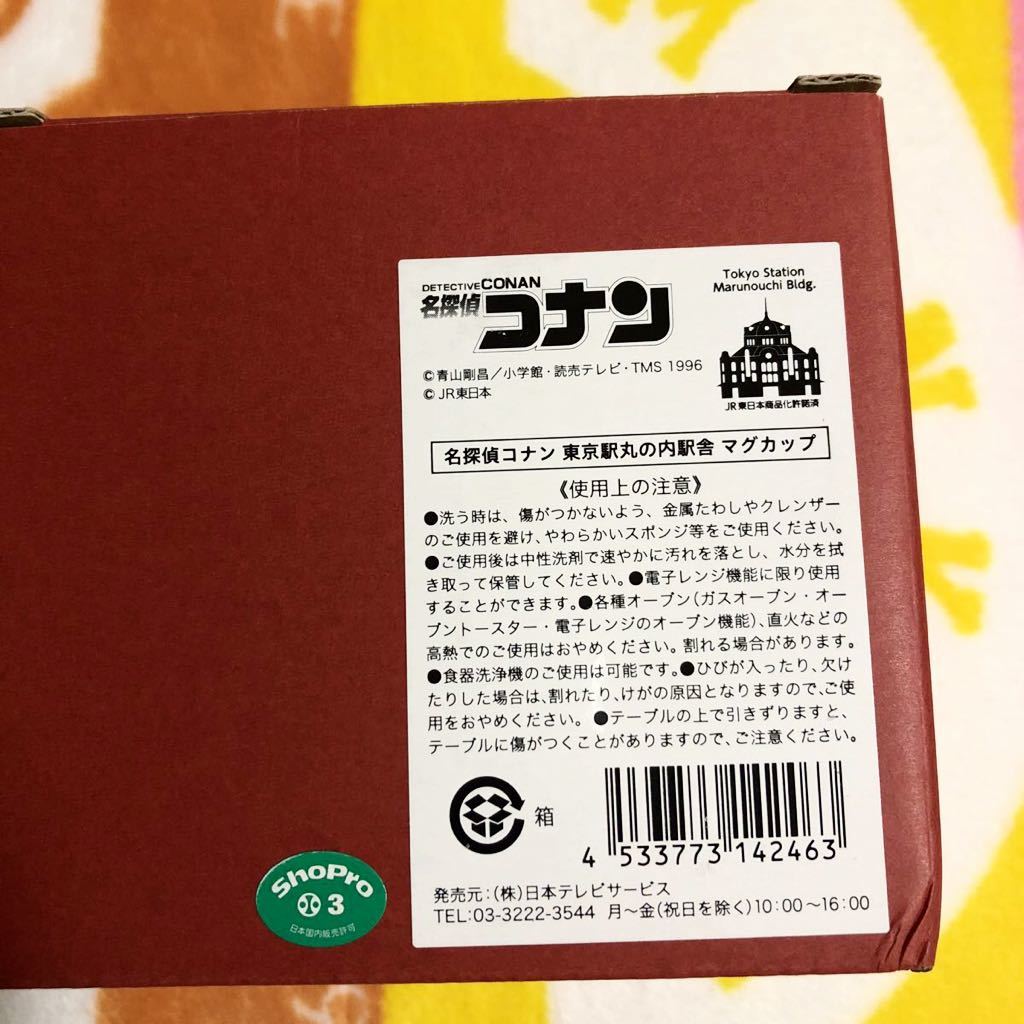 DETECTIVE CONAN
名探偵 コナン
©青山剛昌／小学館・読売テレビ・TMS 1996
© JR東日本
Tokyo Station
Marunouchi Bldg.
JR東日本商品化許諾済
名探偵コナン 東京駅丸の内駅舎 マグカップ
《使用上の注意》
●洗う時は、傷がつかないよう、金属たわしやクレンザー
のご使用を避け、やわらかいスポンジ等をご使用ください。
●ご使用後は中性洗剤で速やかに汚れを落とし、水分を拭
き取って保管してください。●電子レンジ機能に限り使用
することができます。●各種オーブン(ガスオーブン・オー
ブントースター・電子レンジのオーブン機能)、直火などの
高熱でのご使用はおやめください。割れる場合があります。
●食器洗浄機のご使用は可能です。●ひびが入ったり、欠け
たりした場合は、割れたり、けがの原因となりますので、ご使
用をおやめください。●テーブルの上で引きずりますと、
テーブルに傷がつくことがありますので、ご注意ください。
箱
4 533773 142463
発売元:(株)日本テレビサービス
TEL:03-3222-3544 月〜金(祝日を除く)10:00〜16:00
ShoPro
3
日本国内販売許可